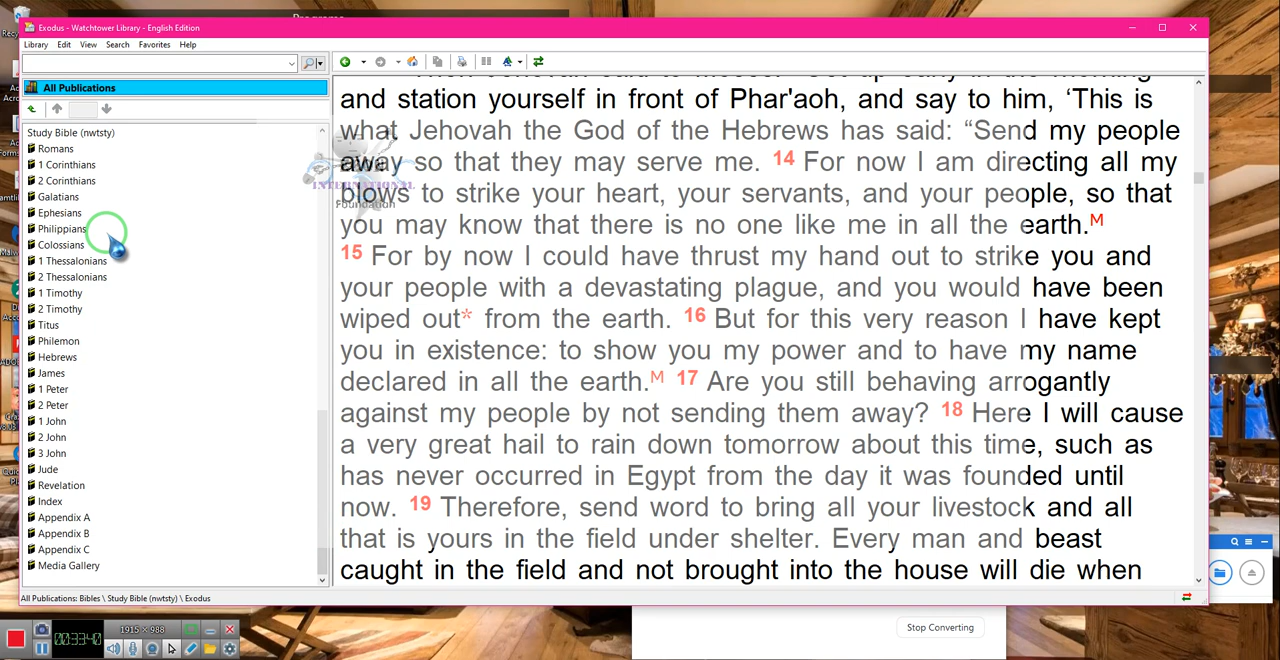 Exodus - Watchtower Library - English Edition
Library Edit View Search Favorites Help
All Publications
Study Bible (nwtsty)
Romans
1 Corinthians
2 Corinthians
Galatians
Ephesians
Philippians
Colossians
1 Thessalonians
2 Thessalonians
1 Timothy
2 Timothy
Titus
Philemon
Hebrews
James
1 Peter
2 Peter
1 John
2 John
3 John
Jude
Revelation
Index
Appendix A
Appendix B
Appendix C
Media Gallery
and station yourself in front of Phar'aoh, and say to him, ‘This is
what Jehovah the God of the Hebrews has said: “Send my people
away so that they may serve me. 14 For now I am directing all my
blows to strike your heart, your servants, and your people, so that
you may know that there is no one like me in all the earth.M
15 For by now I could have thrust my hand out to strike you and
your people with a devastating plague, and you would have been
wiped out* from the earth. 16 But for this very reason I have kept
you in existence: to show you my power and to have my name
declared in all the earth.M 17 Are you still behaving arrogantly
against my people by not sending them away? 18 Here I will cause
a very great hail to rain down tomorrow about this time, such as
has never occurred in Egypt from the day it was founded until
now. 19 Therefore, send word to bring all your livestock and all
that is yours in the field under shelter. Every man and beast
caught in the field and not brought into the house will die when
INTERNATIONAL
Foundation
All Publications: Bibles \ Study Bible (nwtsty) \ Exodus
1915 × 988
00:33:40
Stop Converting